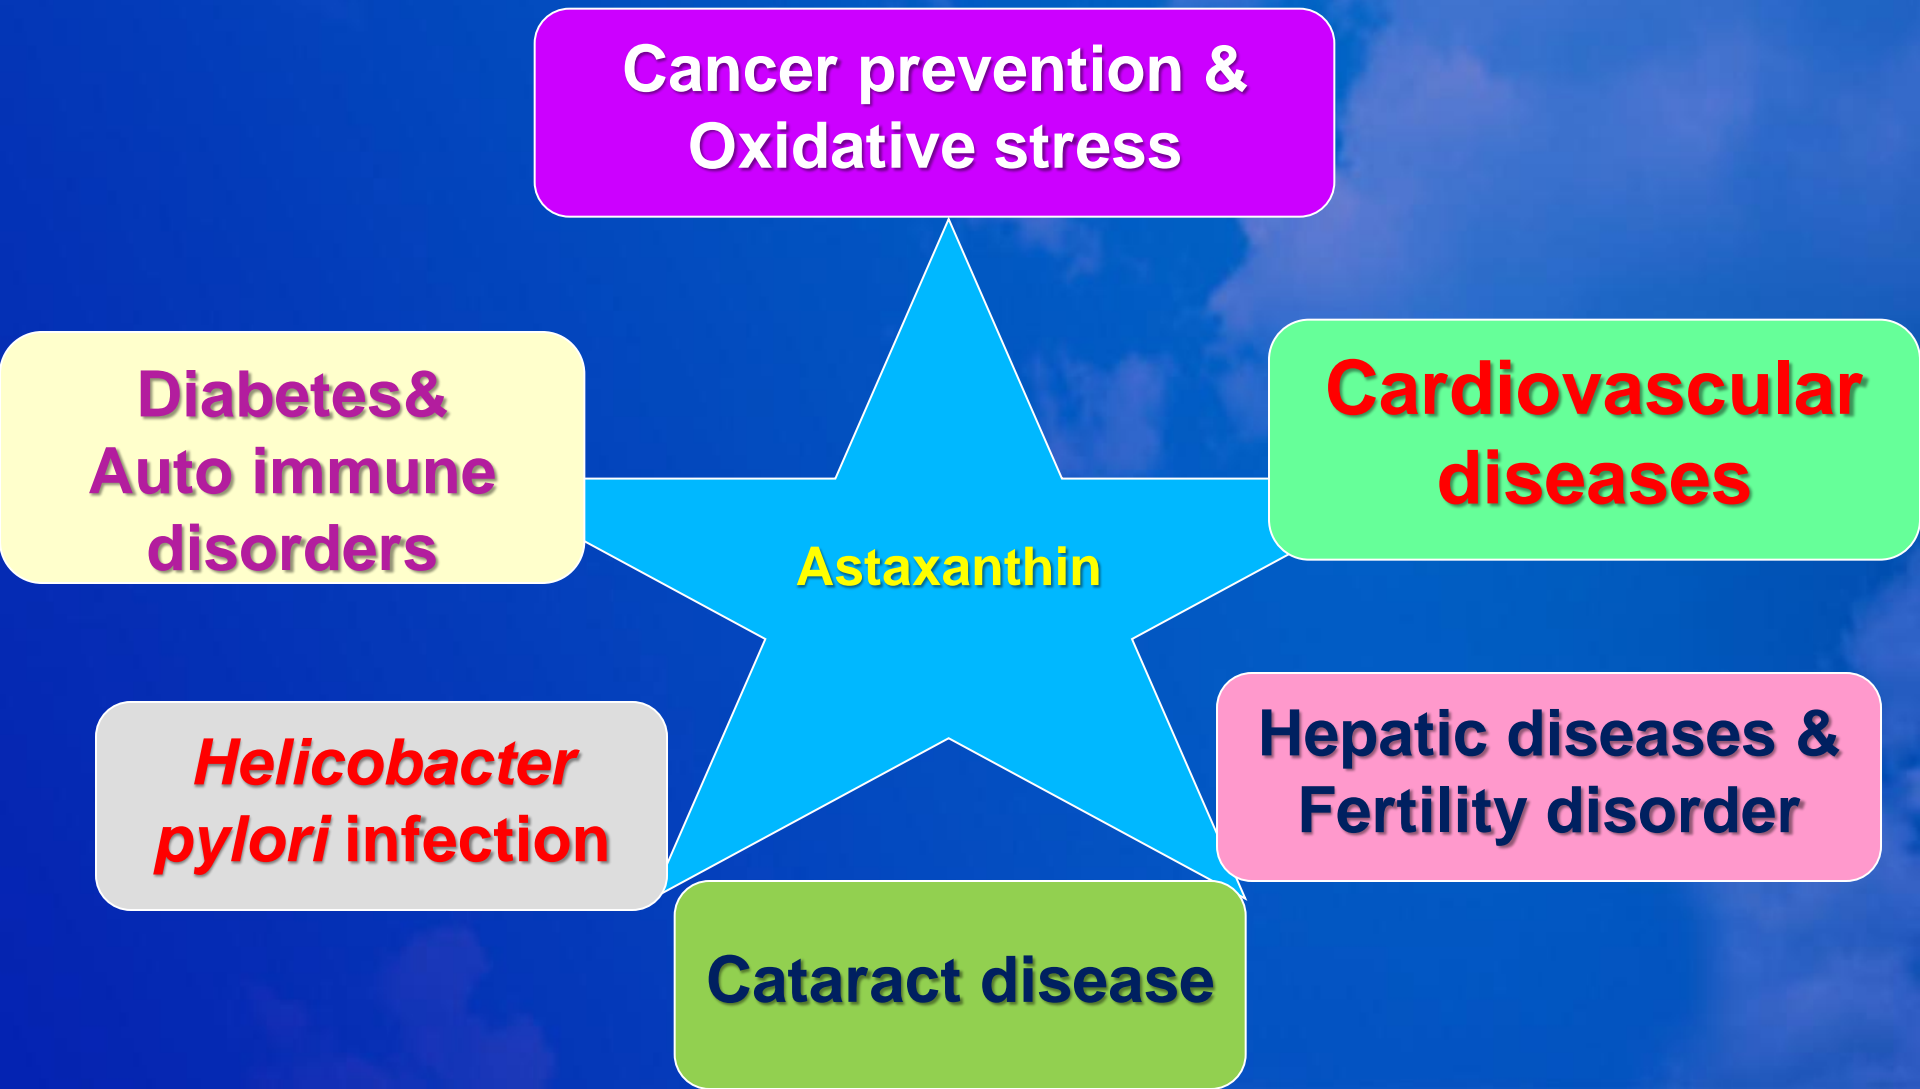 Cancer prevention &
Oxidative stress
Diabetes&
Auto immune
disorders
Cardiovascular
diseases
Astaxanthin
Helicobacter
pylori infection
Hepatic diseases &
Fertility disorder
Cataract disease